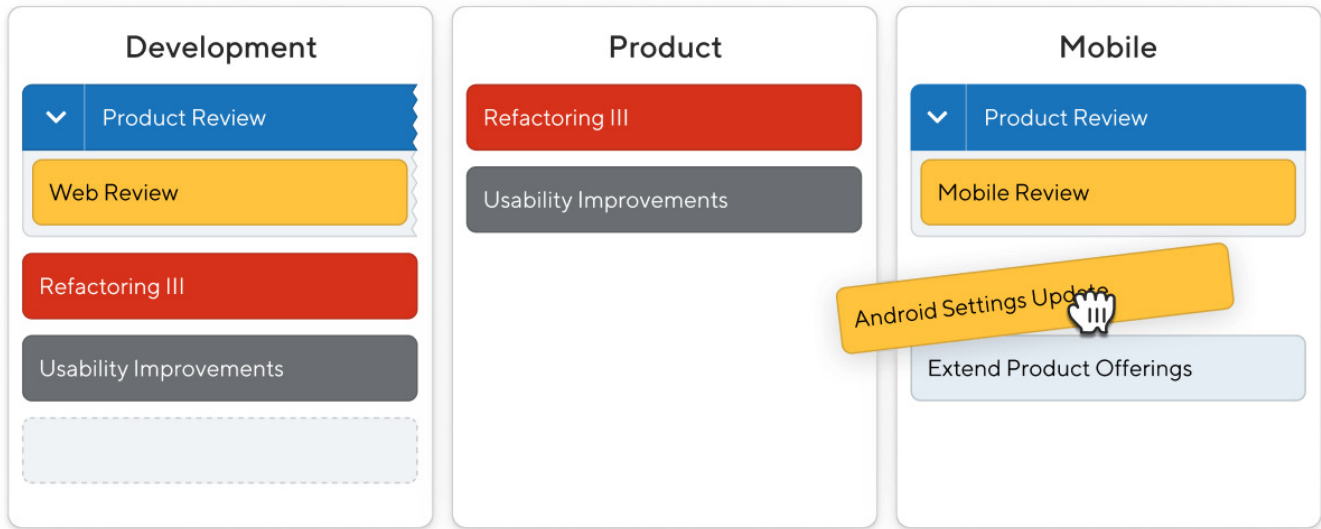 Development
Product Review
Web Review
Refactoring III
Usability Improvements
Product
Refactoring III
Usability Improvements
Mobile
Product Review
Mobile Review
Android Settings Update
Extend Product Offerings